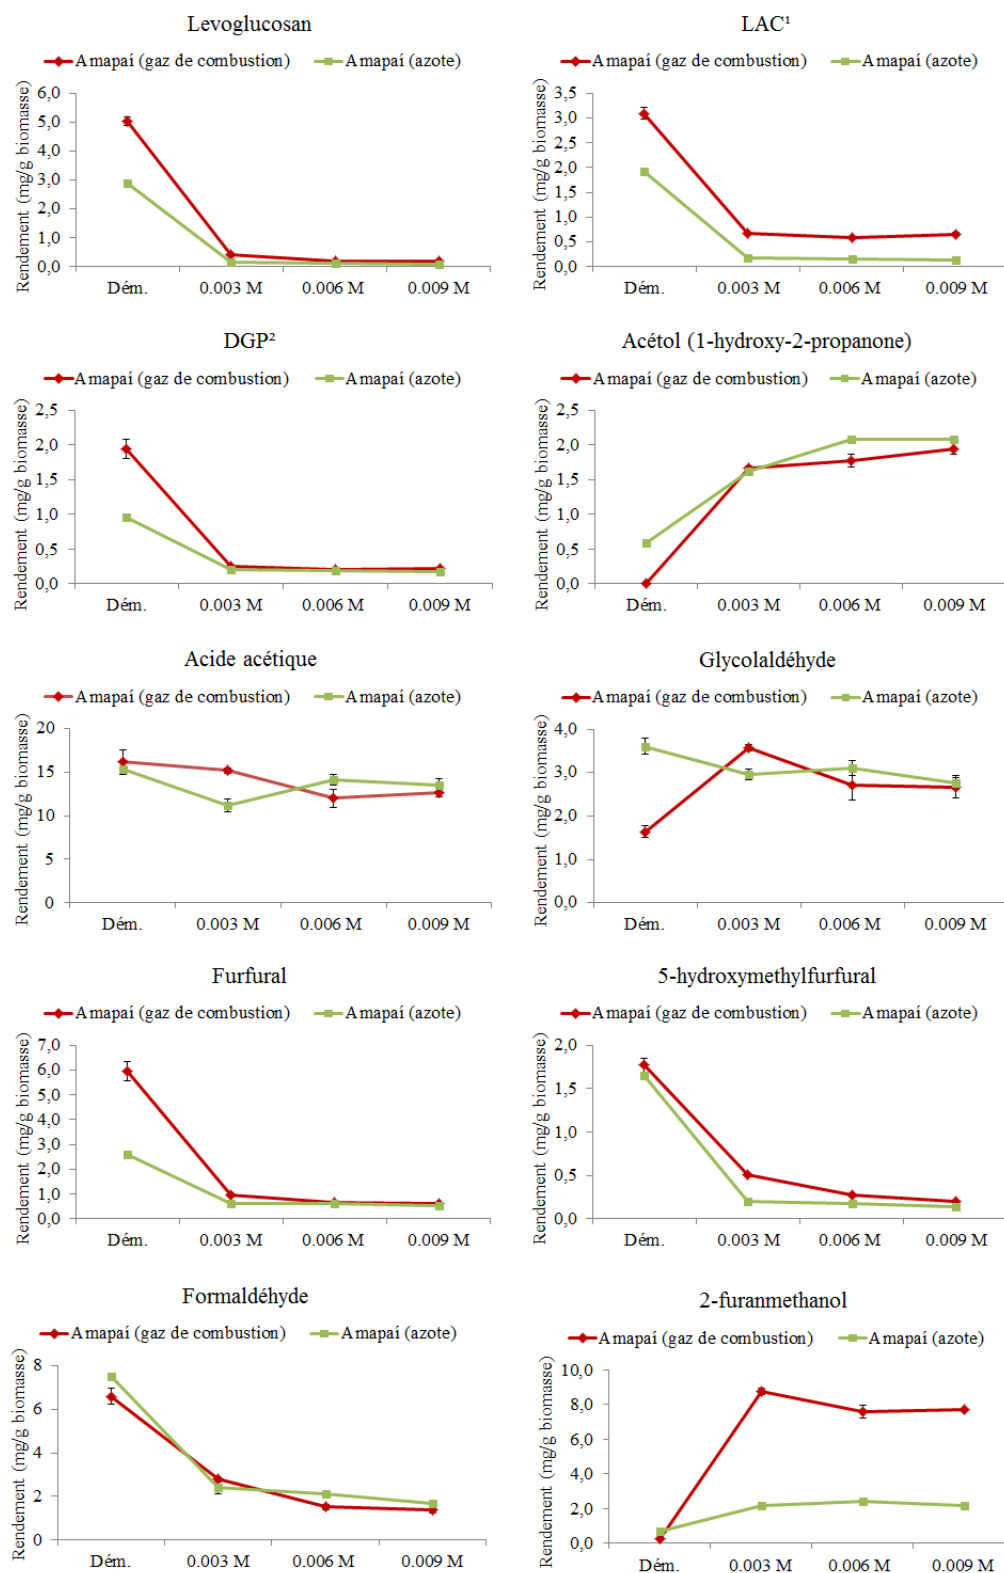 Levoglucosan
Amapaí (gaz de combustion) Amapaí (azote)
Rendement (mg/g biomasse)
6,0
5,0
4,0
3,0
2,0
1,0
0,0
Dém. 0.003 M 0.006 M 0.009 M
LAC¹
Amapaí (gaz de combustion) Amapaí (azote)
Rendement (mg/g biomasse)
3,5
3,0
2,5
2,0
1,5
1,0
0,5
0,0
Dém. 0.003 M 0.006 M 0.009 M
DGP²
Amapaí (gaz de combustion) Amapaí (azote)
Rendement (mg/g biomasse)
2,5
2,0
1,5
1,0
0,5
0,0
Dém. 0.003 M 0.006 M 0.009 M
Acétol (1-hydroxy-2-propanone)
Amapaí (gaz de combustion) Amapaí (azote)
Rendement (mg/g biomasse)
2,5
2,0
1,5
1,0
0,5
0,0
Dém. 0.003 M 0.006 M 0.009 M
Acide acétique
Amapaí (gaz de combustion) Amapaí (azote)
Rendement (mg/g biomasse)
20
15
10
5
0
Dém. 0.003 M 0.006 M 0.009 M
Glycolaldéhyde
Amapaí (gaz de combustion) Amapaí (azote)
Rendement (mg/g biomasse)
4,0
3,0
2,0
1,0
0,0
Dém. 0.003 M 0.006 M 0.009 M
Furfural
Amapaí (gaz de combustion) Amapaí (azote)
Rendement (mg/g biomasse)
7,0
6,0
5,0
4,0
3,0
2,0
1,0
0,0
Dém. 0.003 M 0.006 M 0.009 M
5-hydroxymethylfurfural
Amapaí (gaz de combustion) Amapaí (azote)
Rendement (mg/g biomasse)
2,0
1,5
1,0
0,5
0,0
Dém. 0.003 M 0.006 M 0.009 M
Formaldéhyde
Amapaí (gaz de combustion) Amapaí (azote)
Rendement (mg/g biomasse)
8
6
4
2
0
Dém. 0.003 M 0.006 M 0.009 M
2-furanmethanol
Amapaí (gaz de combustion) Amapaí (azote)
Rendement (mg/g biomasse)
10,0
8,0
6,0
4,0
2,0
0,0
Dém. 0.003 M 0.006 M 0.009 M